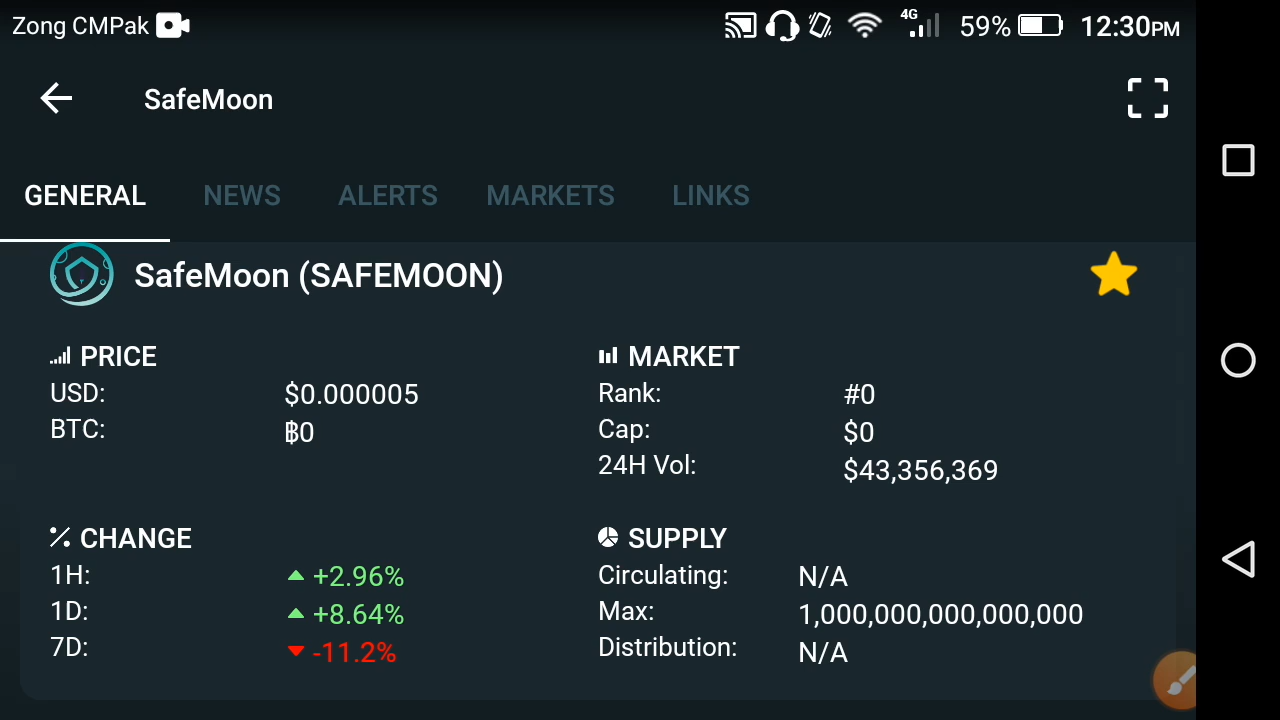 Zong CMPak 4G 59% 12:30PM
SafeMoon
GENERAL NEWS ALERTS MARKETS LINKS
SafeMoon (SAFEMOON)
PRICE
USD: $0.000005
BTC: ฿0
MARKET
Rank: #0
Cap: $0
24H Vol: $43,356,369
CHANGE
1H: +2.96%
1D: +8.64%
7D: -11.2%
SUPPLY
Circulating: N/A
Max: 1,000,000,000,000,000
Distribution: N/A